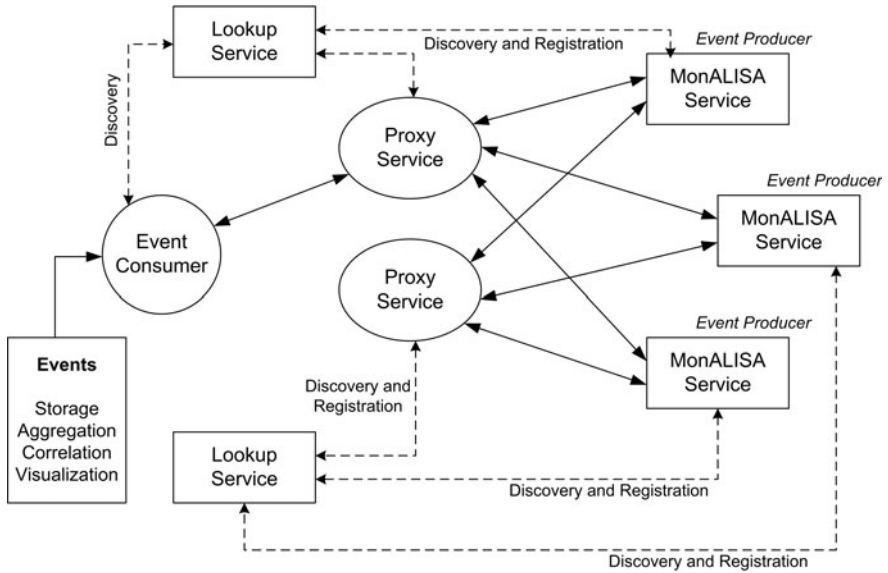 Lookup
Service
Discovery and Registration
Event Producer
MonALISA
Service
Discovery
Proxy
Service
Event Producer
MonALISA
Service
Event
Consumer
Proxy
Service
Event Producer
MonALISA
Service
Events
Storage
Aggregation
Correlation
Visualization
Discovery and
Registration
Lookup
Service
Discovery and Registration
Discovery and Registration